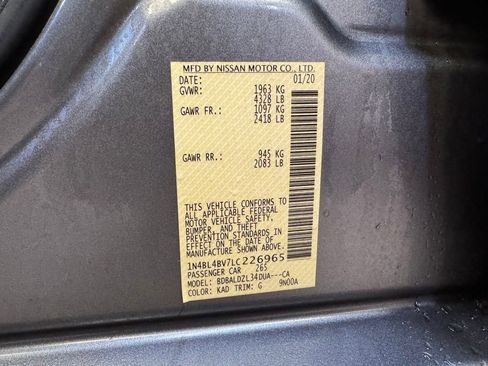 MFD BY NISSAN MOTOR CO., LTD.
DATE: 01/20
GVWR: 1963 KG
4328 LB
GAWR FR.: 1097 KG
2418 LB
GAWR RR.: 945 KG
2083 LB
THIS VEHICLE CONFORMS TO
ALL APPLICABLE FEDERAL
MOTOR VEHICLE SAFETY,
BUMPER, AND THEFT
PREVENTION STANDARDS IN
EFFECT ON THE DATE OF
MANUFACTURE SHOWN ABOVE.
1N4BL4BV7LC226965
PASSENGER CAR 265
MODEL: BDBALDZL34DUA---CA
COLOR: KAD TRIM: G 9N00A